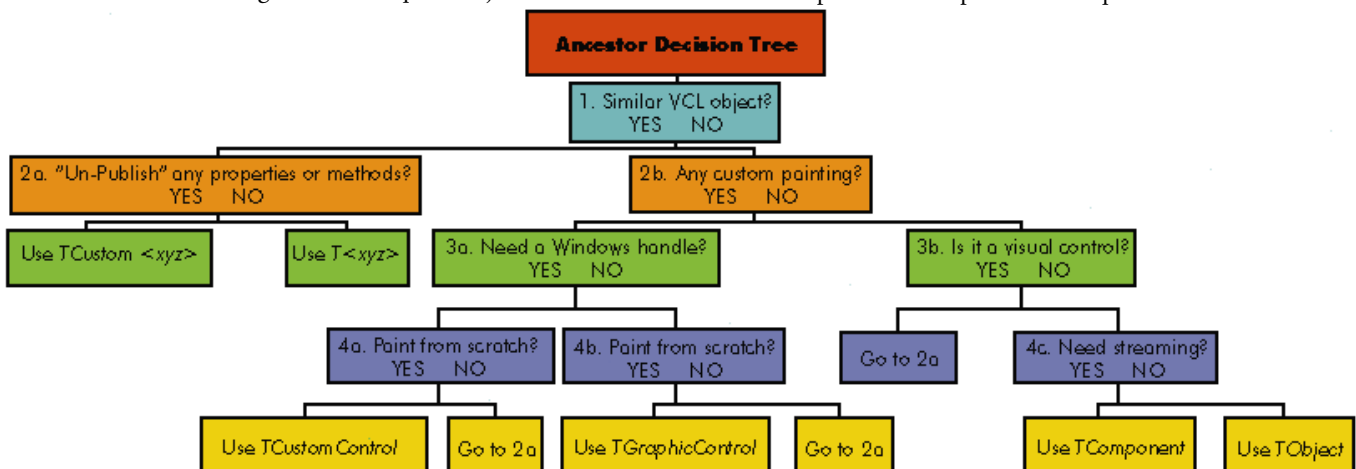 Ancestor Decision Tree
1. Similar VCL object?
YES NO
2a. "Un-Publish" any properties or methods?
YES NO
2b. Any custom painting?
YES NO
Use TCustom <xyz>
Use T<xyz>
3a. Need a Windows handle?
YES NO
3b. Is it a visual control?
YES NO
4a. Paint from scratch?
YES NO
4b. Paint from scratch?
YES NO
Go to 2a
4c. Need streaming?
YES NO
Use TCustomControl
Go to 2a
Use TGraphicControl
Go to 2a
Use TComponent
Use TObject